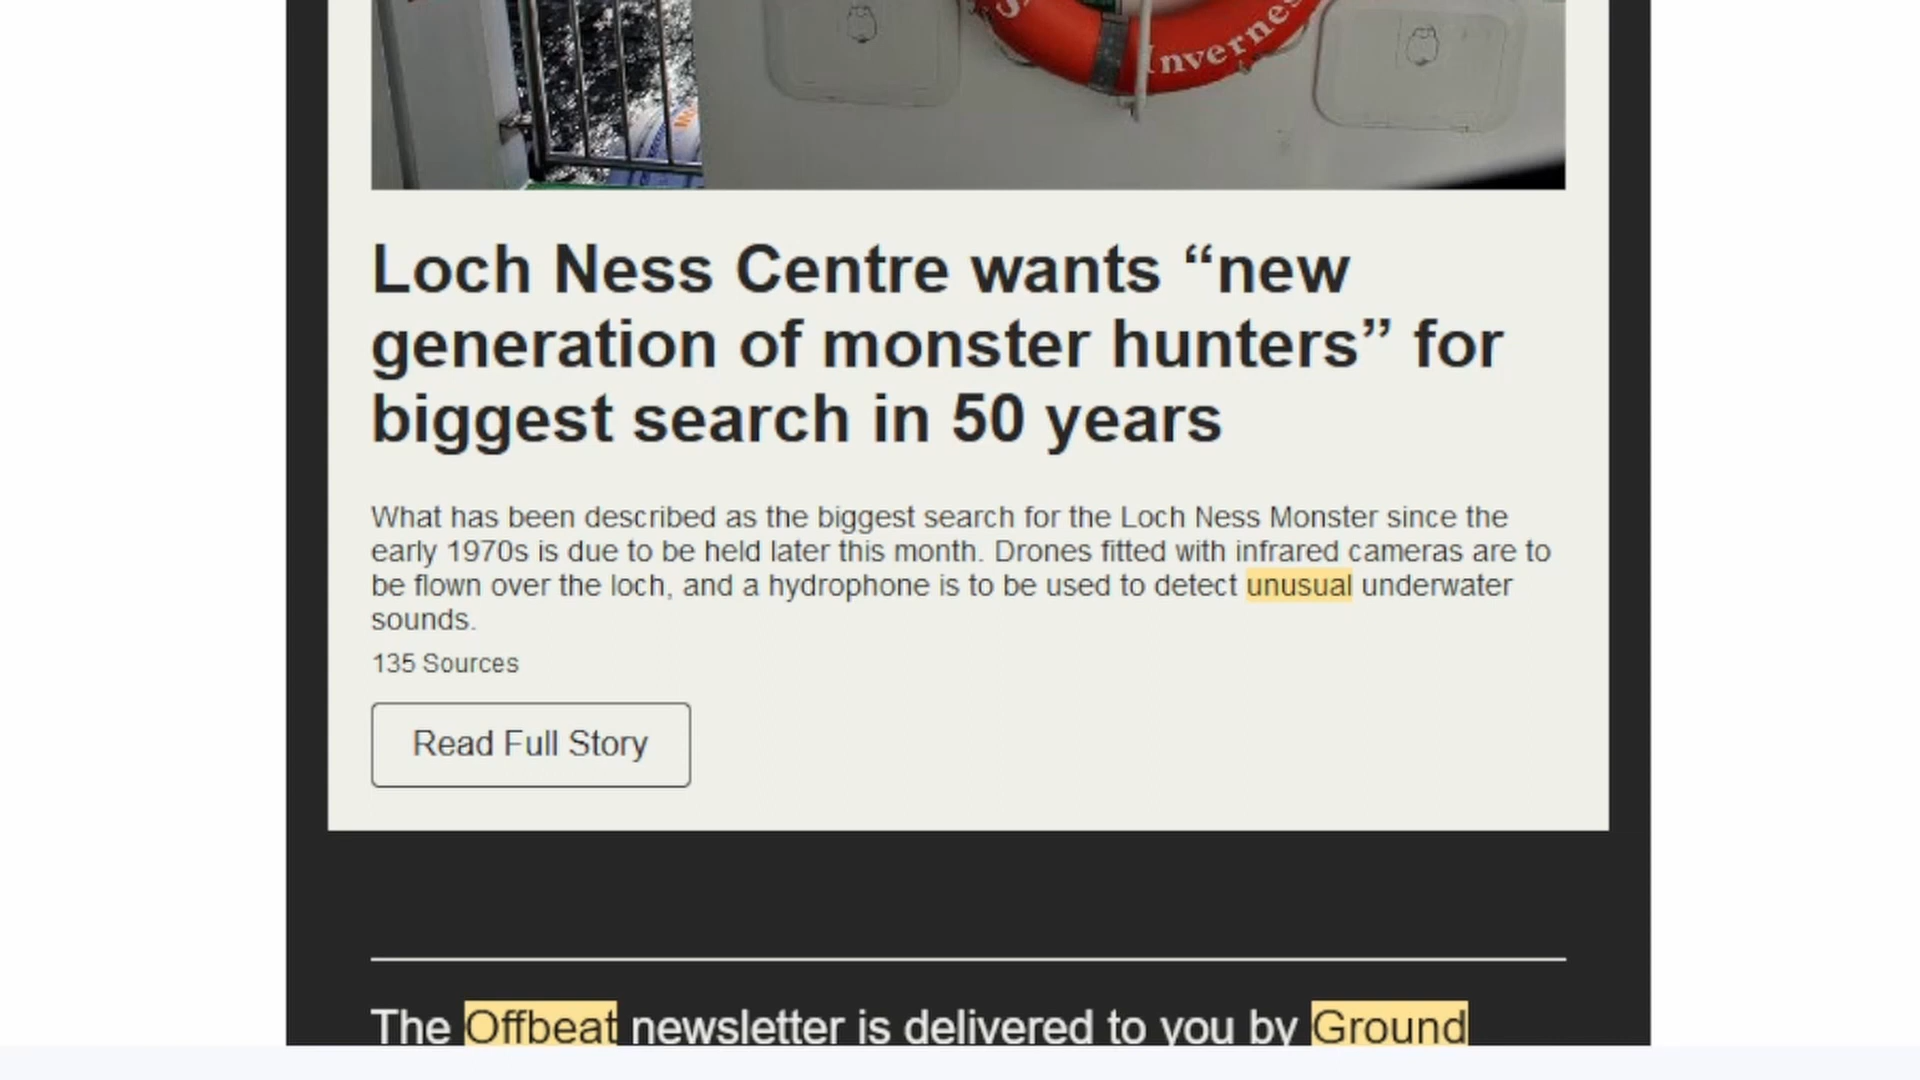 Inverness
Loch Ness Centre wants “new
generation of monster hunters” for
biggest search in 50 years
What has been described as the biggest search for the Loch Ness Monster since the
early 1970s is due to be held later this month. Drones fitted with infrared cameras are to
be flown over the loch, and a hydrophone is to be used to detect unusual underwater
sounds.
135 Sources
Read Full Story
The Offbeat newsletter is delivered to you by Ground